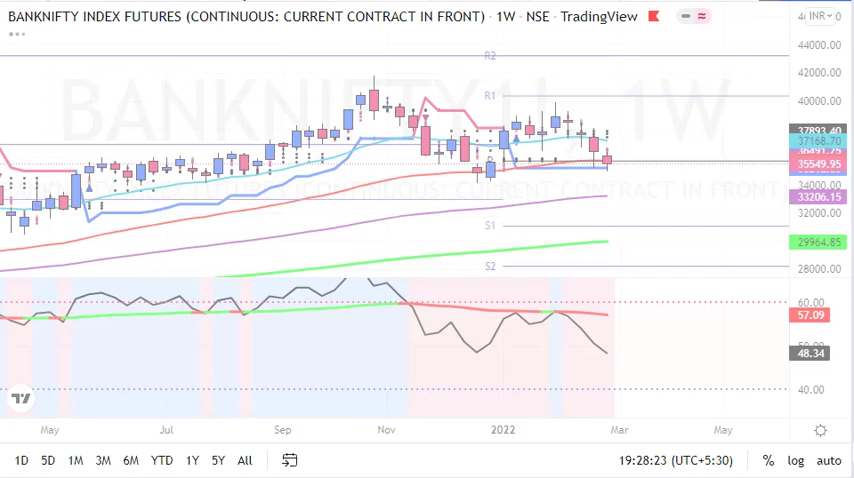 BANKNIFTY INDEX FUTURES (CONTINUOUS: CURRENT CONTRACT IN FRONT) · 1W · NSE · TradingView
INR
44000.00
R2
40000.00
R1
BANKNIFTY1!, 1W
37893.40
37168.70
35549.95
34000.00
33206.15
32000.00
S1
29964.85
S2
28000.00
60.00
57.09
48.34
40.00
May Jul Sep Nov 2022 Mar May
1D 5D 1M 3M 6M YTD 1Y 5Y All 19:28:23 (UTC+5:30) % log auto